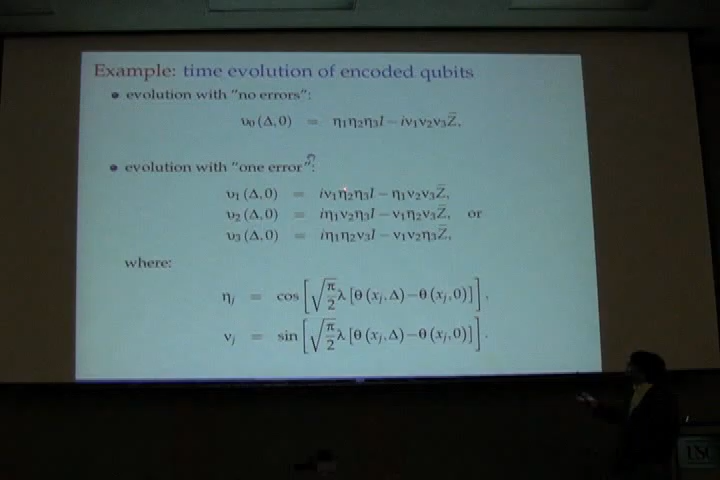 Example: time evolution of encoded qubits
• evolution with "no errors":
υ₀ (Δ, 0) = η₁η₂η₃I − iν₁ν₂ν₃Z̄,
• evolution with "one error":
υ₁ (Δ, 0) = iν₁η₂η₃I − η₁ν₂ν₃Z̄,
υ₂ (Δ, 0) = iη₁ν₂η₃I − ν₁η₂ν₃Z̄, or
υ₃ (Δ, 0) = iη₁η₂ν₃I − ν₁ν₂η₃Z̄,
where:
ηⱼ = cos [√(π/2) λ [θ (xⱼ, Δ) − θ (xⱼ, 0)]],
νⱼ = sin [√(π/2) λ [θ (xⱼ, Δ) − θ (xⱼ, 0)]].
USC